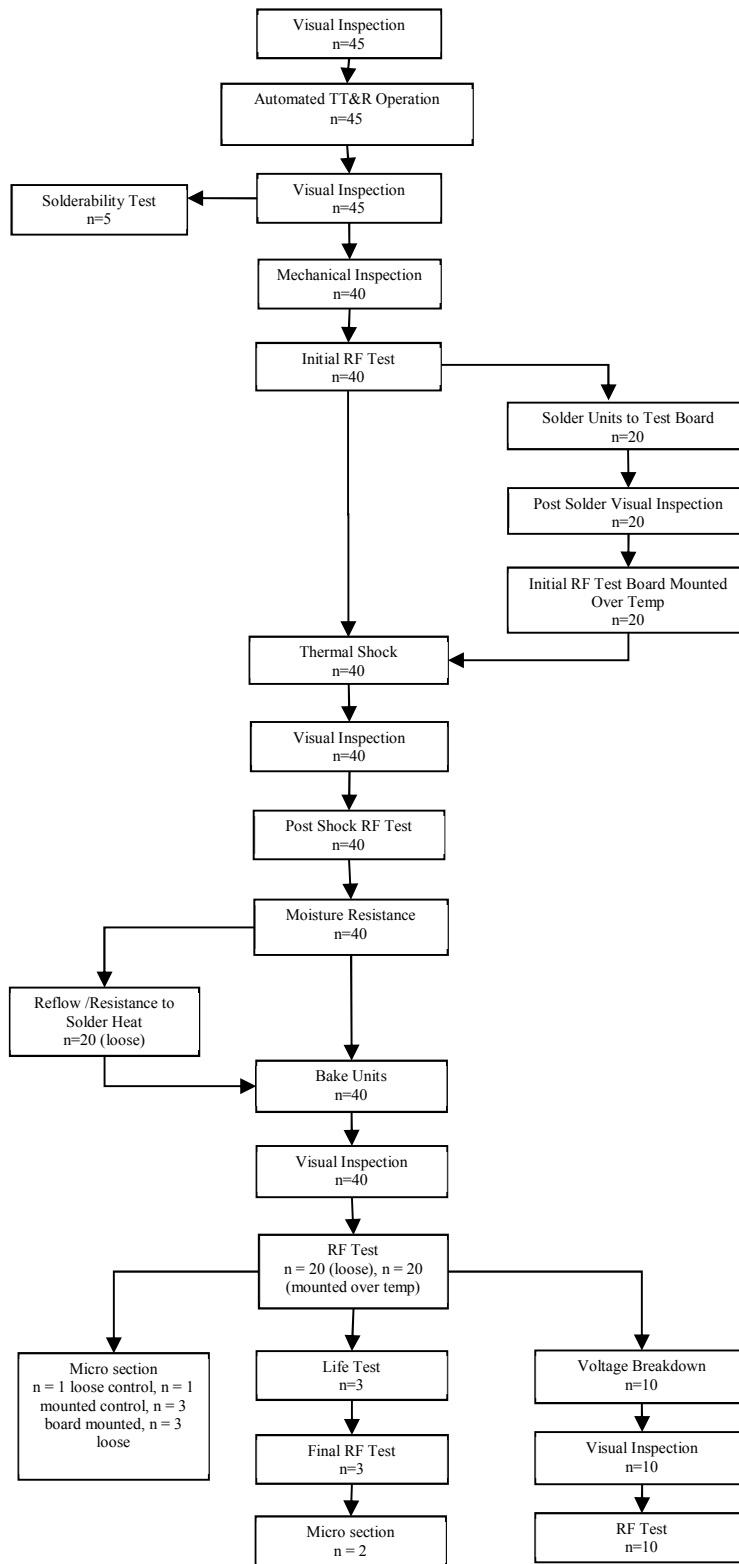 Visual Inspection
n=45
Automated TT&R Operation
n=45
Visual Inspection
n=45
Solderability Test
n=5
Mechanical Inspection
n=40
Initial RF Test
n=40
Solder Units to Test Board
n=20
Post Solder Visual Inspection
n=20
Initial RF Test Board Mounted
Over Temp
n=20
Thermal Shock
n=40
Visual Inspection
n=40
Post Shock RF Test
n=40
Moisture Resistance
n=40
Reflow /Resistance to
Solder Heat
n=20 (loose)
Bake Units
n=40
Visual Inspection
n=40
RF Test
n = 20 (loose), n = 20
(mounted over temp)
Micro section
n = 1 loose control, n = 1
mounted control, n = 3
board mounted, n = 3
loose
Life Test
n=3
Final RF Test
n=3
Micro section
n = 2
Voltage Breakdown
n=10
Visual Inspection
n=10
RF Test
n=10